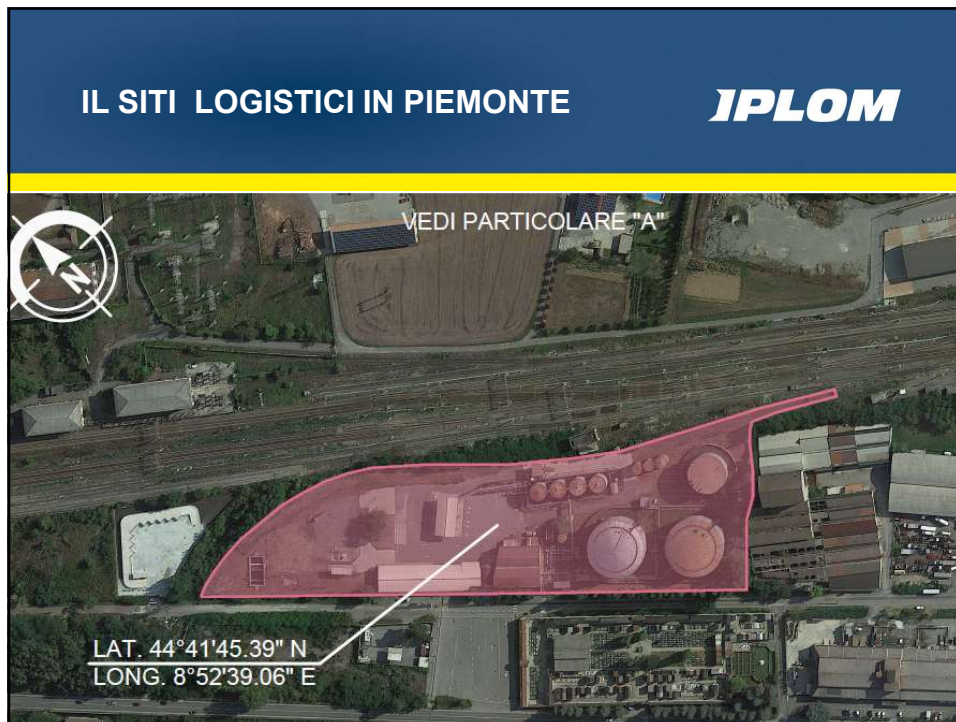 IL SITI LOGISTICI IN PIEMONTE
IPLOM
VEDI PARTICOLARE "A"
N
LAT. 44°41'45.39" N
LONG. 8°52'39.06" E